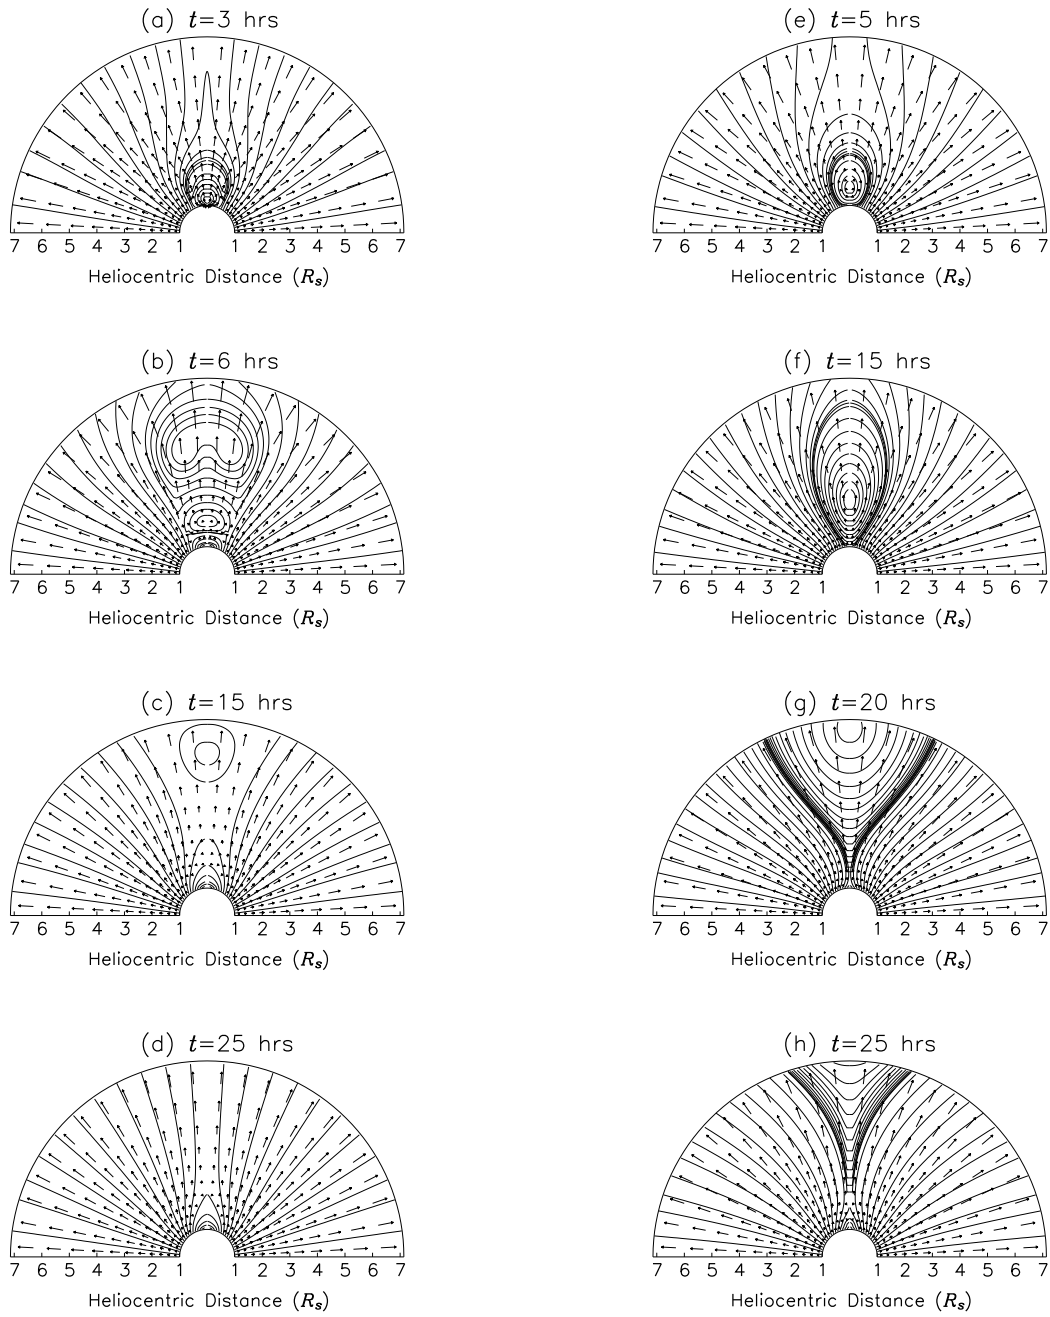 (a) t=3 hrs
7 6 5 4 3 2 1 1 2 3 4 5 6 7
Heliocentric Distance (Rs)
(e) t=5 hrs
7 6 5 4 3 2 1 1 2 3 4 5 6 7
Heliocentric Distance (Rs)
(b) t=6 hrs
7 6 5 4 3 2 1 1 2 3 4 5 6 7
Heliocentric Distance (Rs)
(f) t=15 hrs
7 6 5 4 3 2 1 1 2 3 4 5 6 7
Heliocentric Distance (Rs)
(c) t=15 hrs
7 6 5 4 3 2 1 1 2 3 4 5 6 7
Heliocentric Distance (Rs)
(g) t=20 hrs
7 6 5 4 3 2 1 1 2 3 4 5 6 7
Heliocentric Distance (Rs)
(d) t=25 hrs
7 6 5 4 3 2 1 1 2 3 4 5 6 7
Heliocentric Distance (Rs)
(h) t=25 hrs
7 6 5 4 3 2 1 1 2 3 4 5 6 7
Heliocentric Distance (Rs)